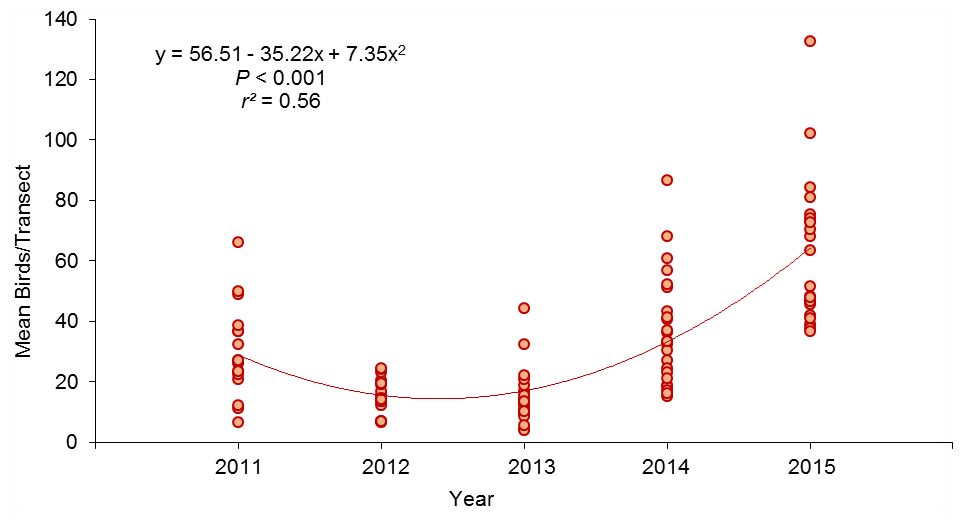 140
y = 56.51 - 35.22x + 7.35x²
P < 0.001
r² = 0.56
120
100
80
60
40
20
0
Mean Birds/Transect
2011 2012 2013 2014 2015
Year